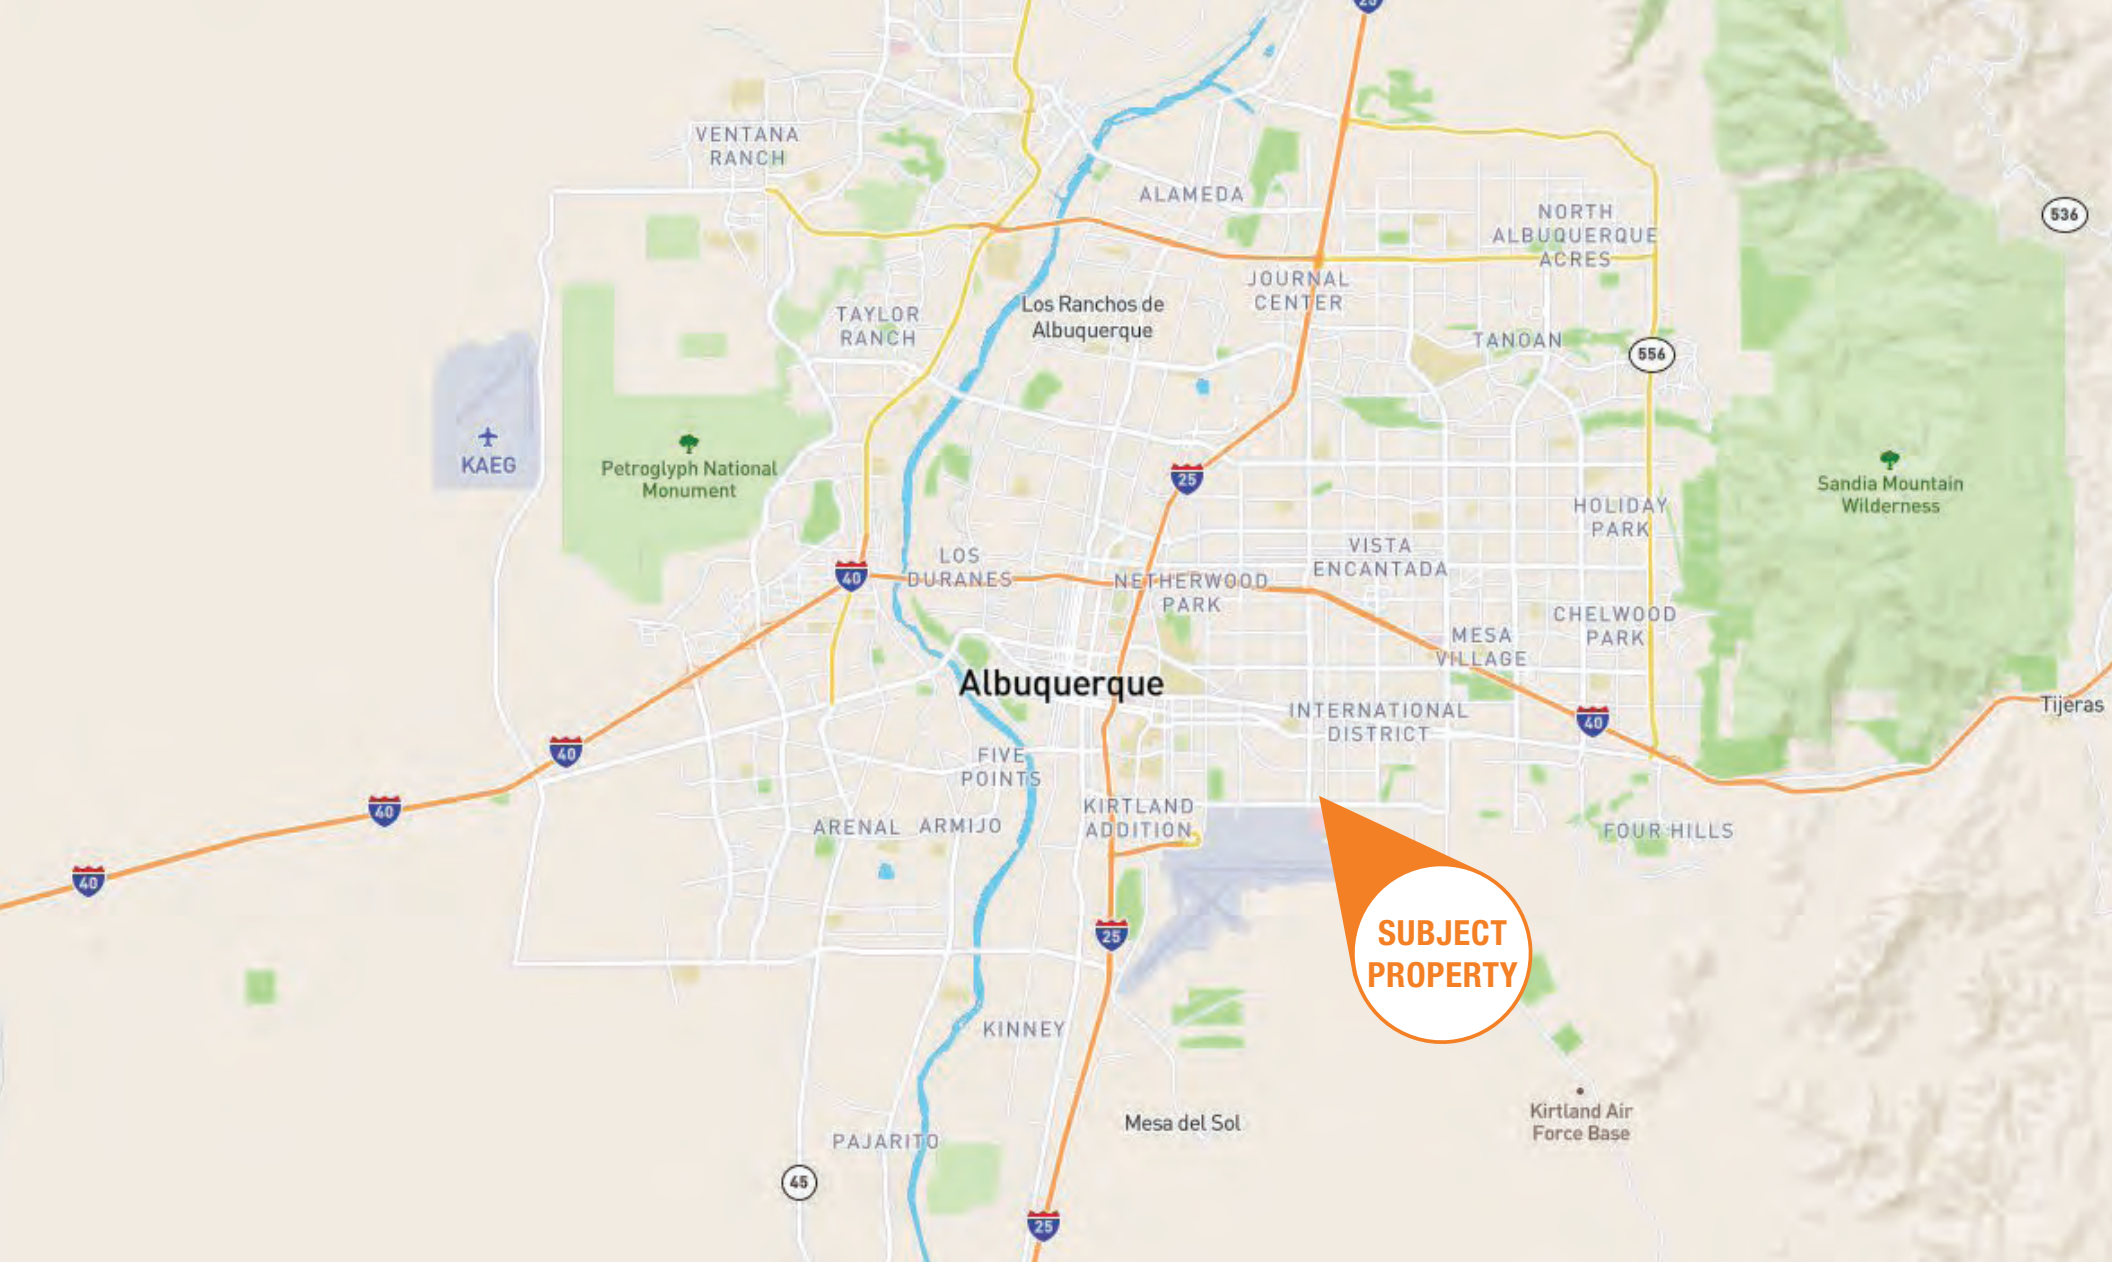 25
VENTANA
RANCH
ALAMEDA
536
NORTH
ALBUQUERQUE
ACRES
JOURNAL
CENTER
Los Ranchos de
Albuquerque
TAYLOR
RANCH
TANOAN
556
KAEG
Petroglyph National
Monument
25
Sandia Mountain
Wilderness
HOLIDAY
PARK
VISTA
ENCANTADA
LOS
DURANES
40
NETHERWOOD
PARK
CHELWOOD
PARK
MESA
VILLAGE
Albuquerque
INTERNATIONAL
DISTRICT
40
Tijeras
40
FIVE
POINTS
40
KIRTLAND
ADDITION
ARENAL
ARMIJO
FOUR HILLS
40
25
SUBJECT
PROPERTY
KINNEY
Mesa del Sol
Kirtland Air
Force Base
PAJARITO
45
25